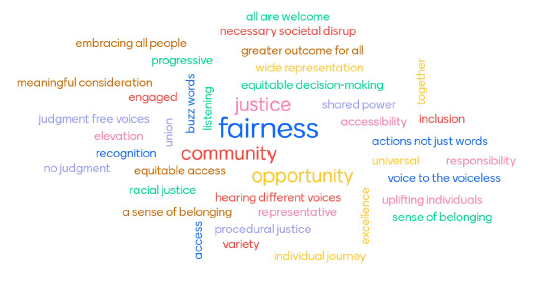 all are welcome
necessary societal disrup
embracing all people
greater outcome for all
progressive
wide representation
together
meaningful consideration
buzz words
equitable decision-making
engaged
listening
justice
shared power
judgment free voices
union
fairness
accessibility
inclusion
elevation
actions not just words
recognition
community
universal
responsibility
no judgment
equitable access
opportunity
voice to the voiceless
racial justice
hearing different voices
excellence
uplifting individuals
a sense of belonging
representative
sense of belonging
access
procedural justice
variety
individual journey